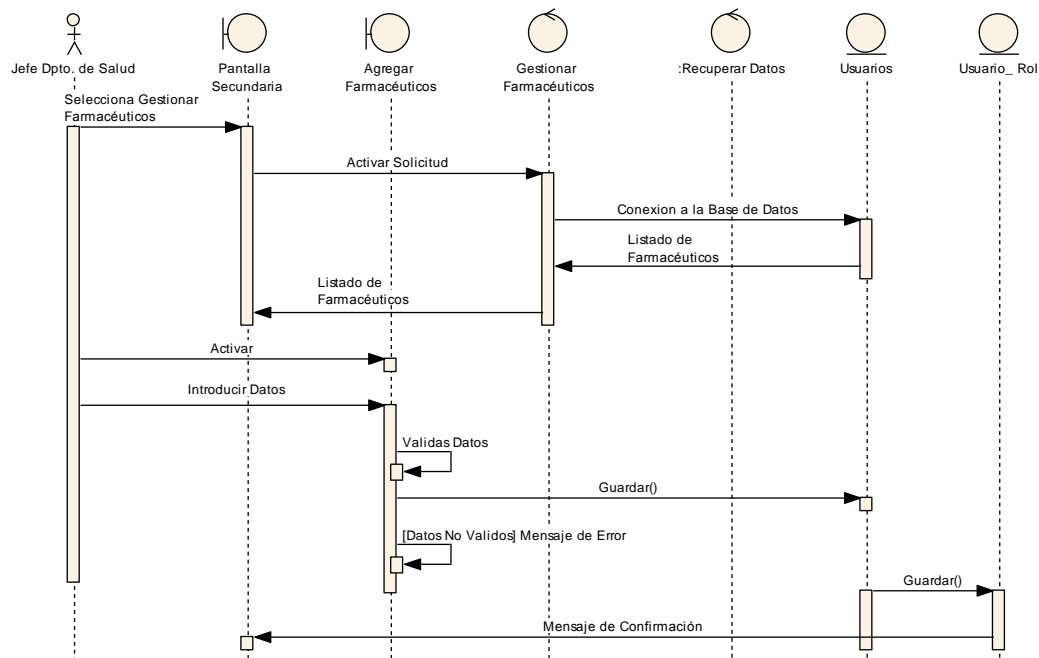 Jefe Dpto. de Salud
Pantalla
Secundaria
Agregar
Farmacéuticos
Gestionar
Farmacéuticos
:Recuperar Datos
Usuarios
Usuario_ Rol
Selecciona Gestionar
Farmacéuticos
Activar Solicitud
Conexion a la Base de Datos
Listado de
Farmacéuticos
Listado de
Farmacéuticos
Activar
Introducir Datos
Validas Datos
Guardar()
[Datos No Validos] Mensaje de Error
Guardar()
Mensaje de Confirmación